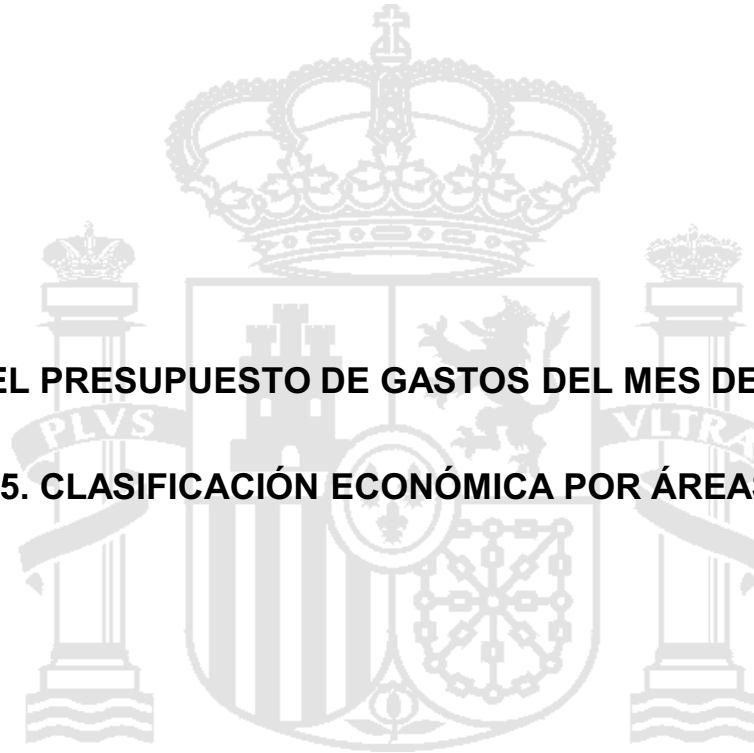 EL PRESUPUESTO DE GASTOS DEL MES DE
5. CLASIFICACIÓN ECONÓMICA POR ÁREAS
PLVS
VLTRA